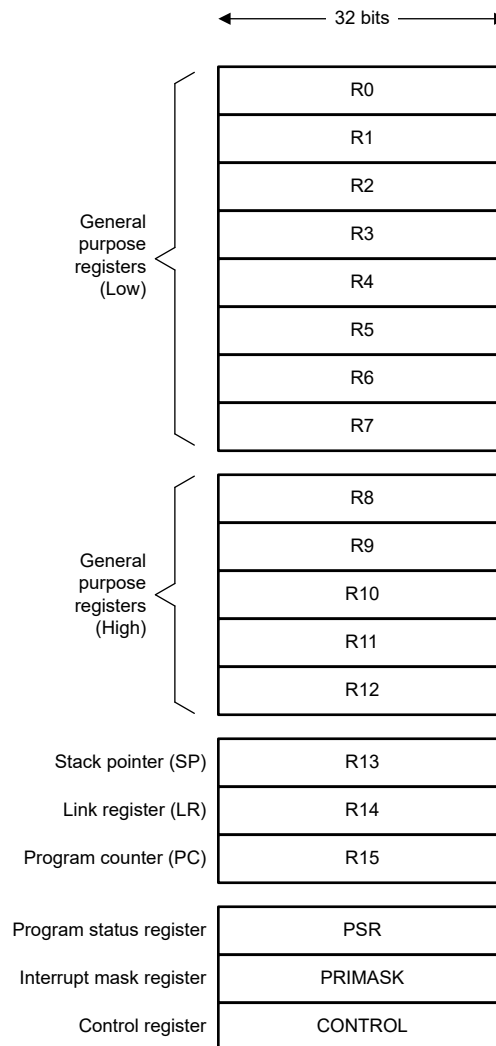 32 bits
General
purpose
registers
(Low)
R0
R1
R2
R3
R4
R5
R6
R7
General
purpose
registers
(High)
R8
R9
R10
R11
R12
Stack pointer (SP)
R13
Link register (LR)
R14
Program counter (PC)
R15
Program status register
PSR
Interrupt mask register
PRIMASK
Control register
CONTROL